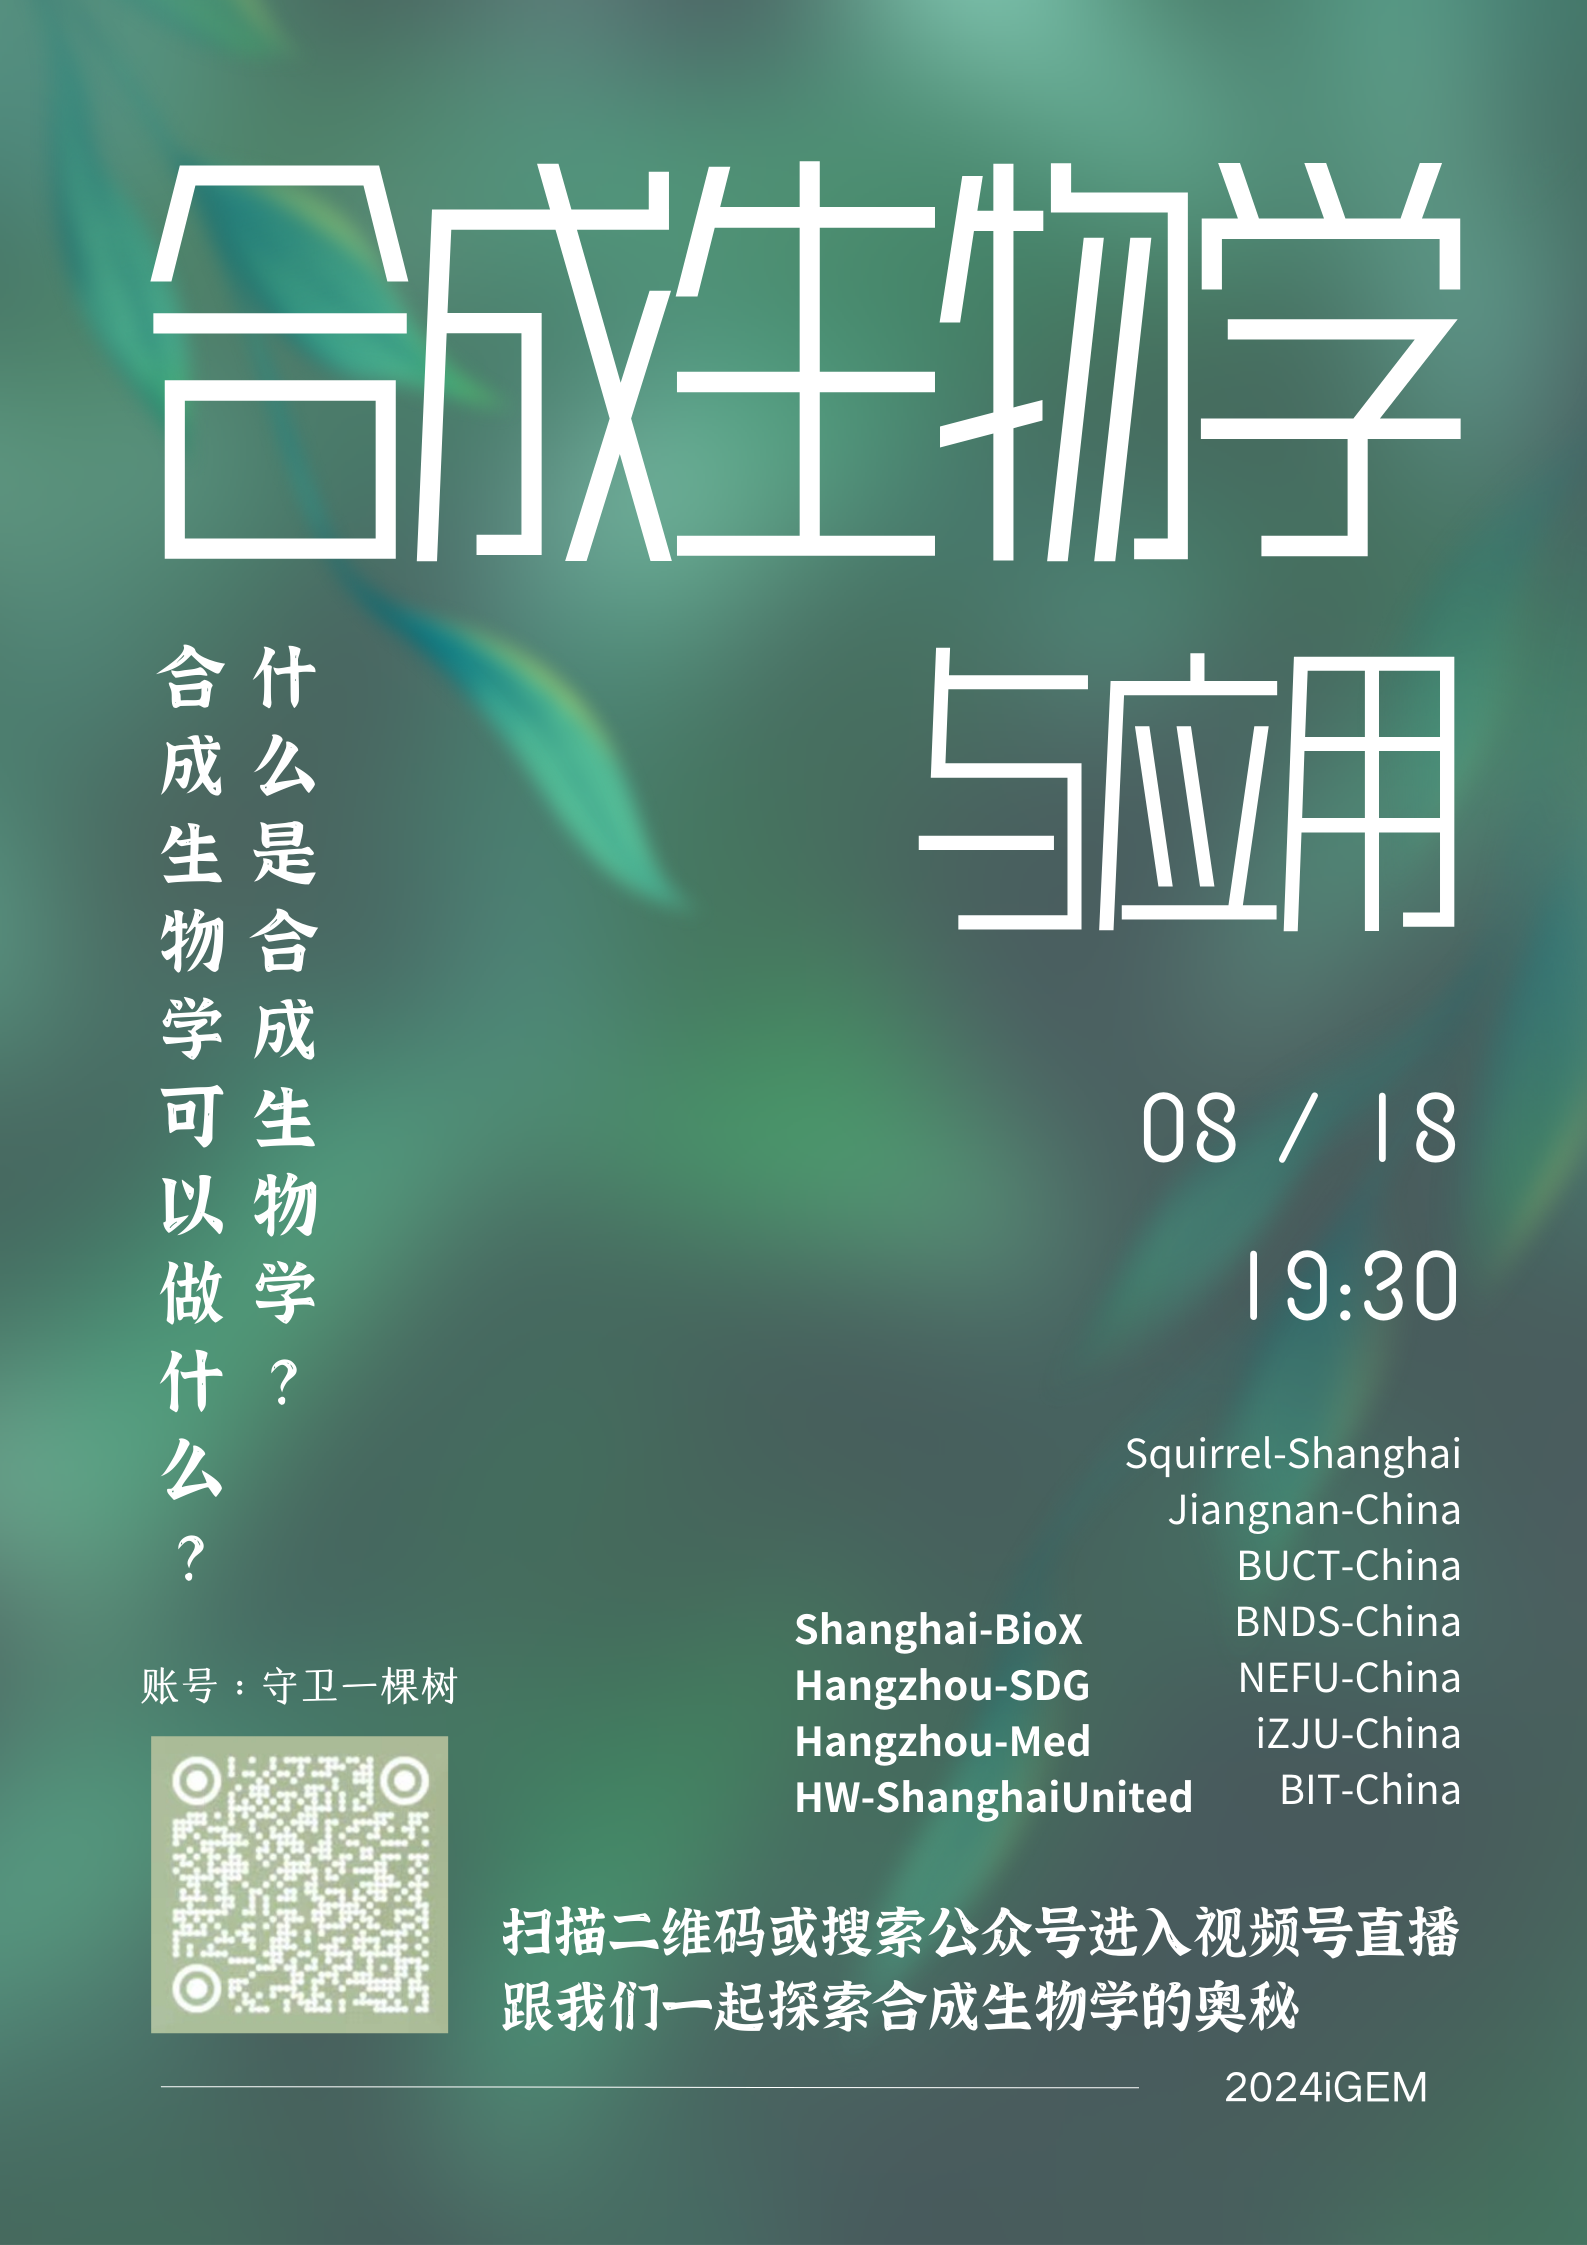 合成生物学
与应用
什么是合成生物学？
合成生物学可以做什么？
08 / 18
19:30
Squirrel-Shanghai
Jiangnan-China
BUCT-China
BNDS-China
NEFU-China
iZJU-China
BIT-China
Shanghai-BioX
Hangzhou-SDG
Hangzhou-Med
HW-ShanghaiUnited
账号：守卫一棵树
扫描二维码或搜索公众号进入视频号直播
跟我们一起探索合成生物学的奥秘
2024iGEM